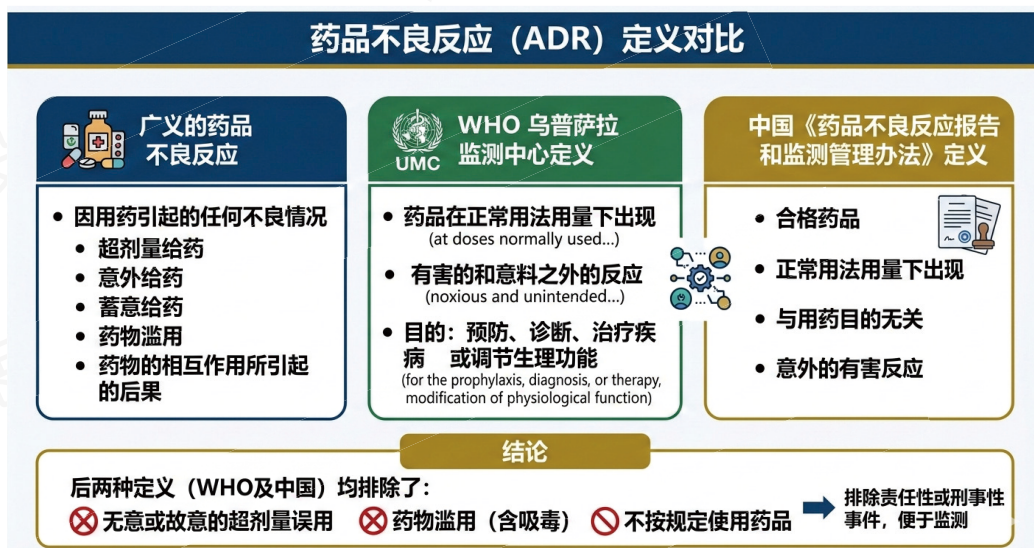 药品不良反应（ADR）定义对比
广义的药品
不良反应
• 因用药引起的任何不良情况
• 超剂量给药
• 意外给药
• 蓄意给药
• 药物滥用
• 药物的相互作用所引起
的后果
UMC
WHO 乌普萨拉
监测中心定义
• 药品在正常用法用量下出现
(at doses normally used...)
• 有害的和意料之外的反应
(noxious and unintended...)
• 目的：预防、诊断、治疗疾
病 或调节生理功能
(for the prophylaxis, diagnosis, or therapy,
modification of physiological function)
中国《药品不良反应报告
和监测管理办法》定义
• 合格药品
• 正常用法用量下出现
• 与用药目的无关
• 意外的有害反应
结论
后两种定义（WHO及中国）均排除了：
无意或故意的超剂量误用
药物滥用（含吸毒）
不按规定使用药品
排除责任性或刑事性
事件，便于监测